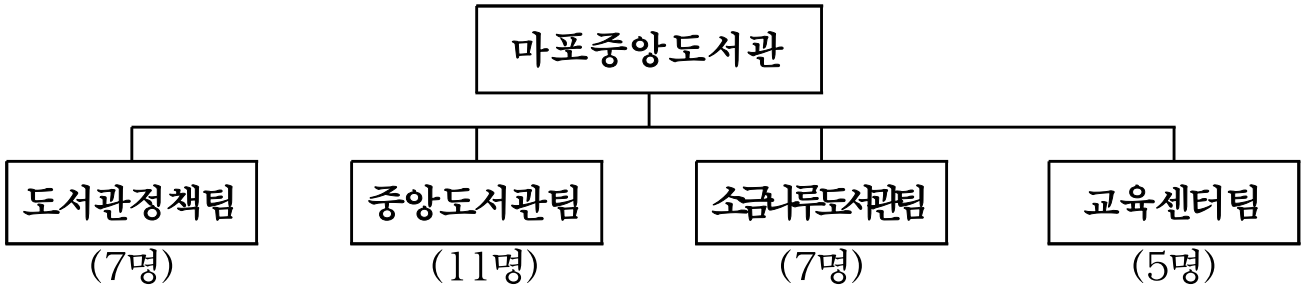 마포중앙도서관
도서관정책팀 중앙도서관팀 소금나루도서관팀 교육센터팀
(7명) (11명) (7명) (5명)